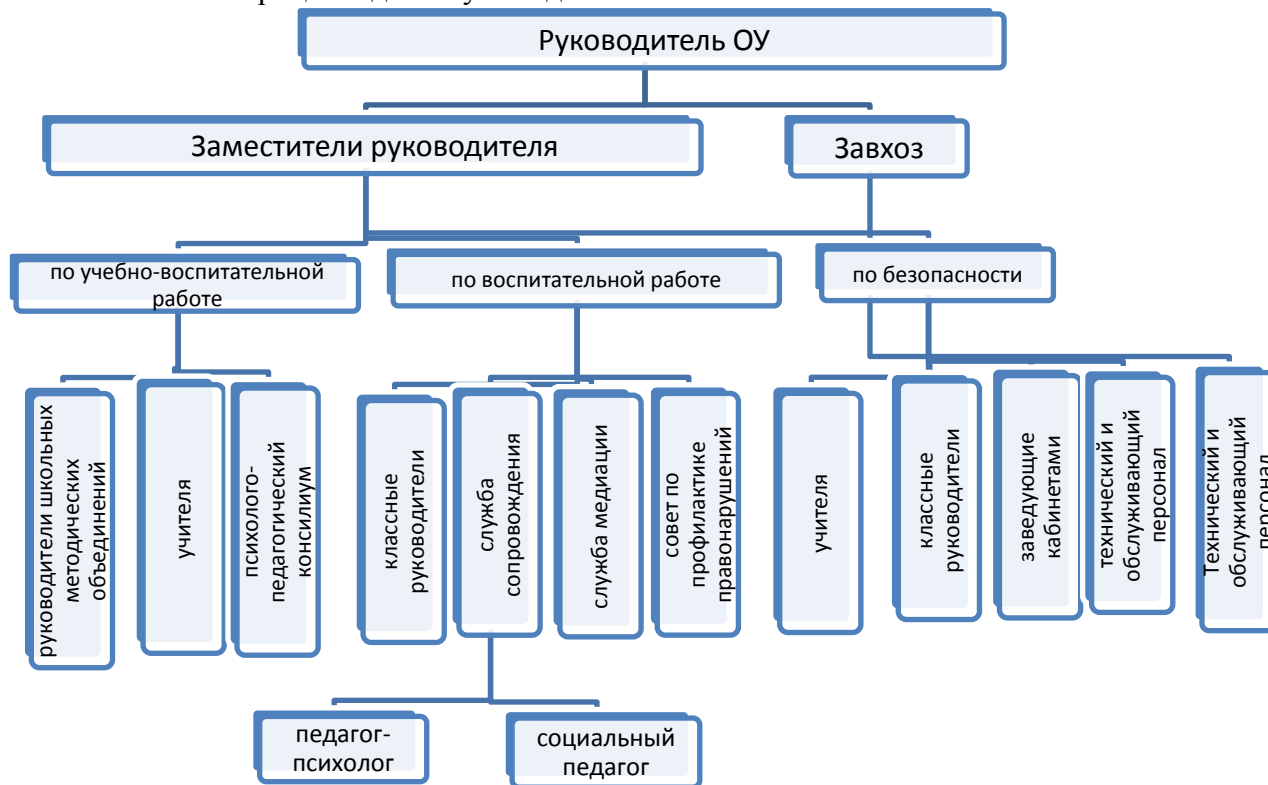 Руководитель ОУ
Заместители руководителя
Завхоз
по учебно-воспитательной
работе
по воспитательной работе
по безопасности
руководители школьных
методических
объединений
учителя
психолого-
педагогический
консилиум
классные
руководители
служба
сопровождения
служба медиации
совет по
профилактике
правонарушений
учителя
классные
руководители
заведующие
кабинетами
технический и
обслуживающий
персонал
Технический и
обслуживающий
персонал
педагог-
психолог
социальный
педагог